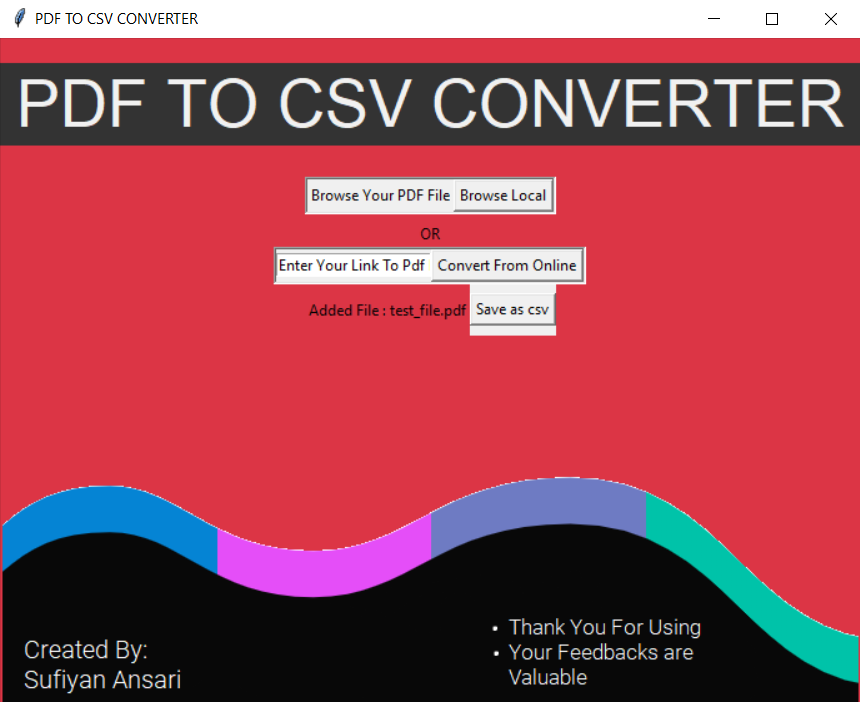 PDF TO CSV CONVERTER
PDF TO CSV CONVERTER
Browse Your PDF File Browse Local
OR
Enter Your Link To Pdf Convert From Online
Added File : test_file.pdf Save as csv
Created By:
Sufiyan Ansari
• Thank You For Using
• Your Feedbacks are
Valuable